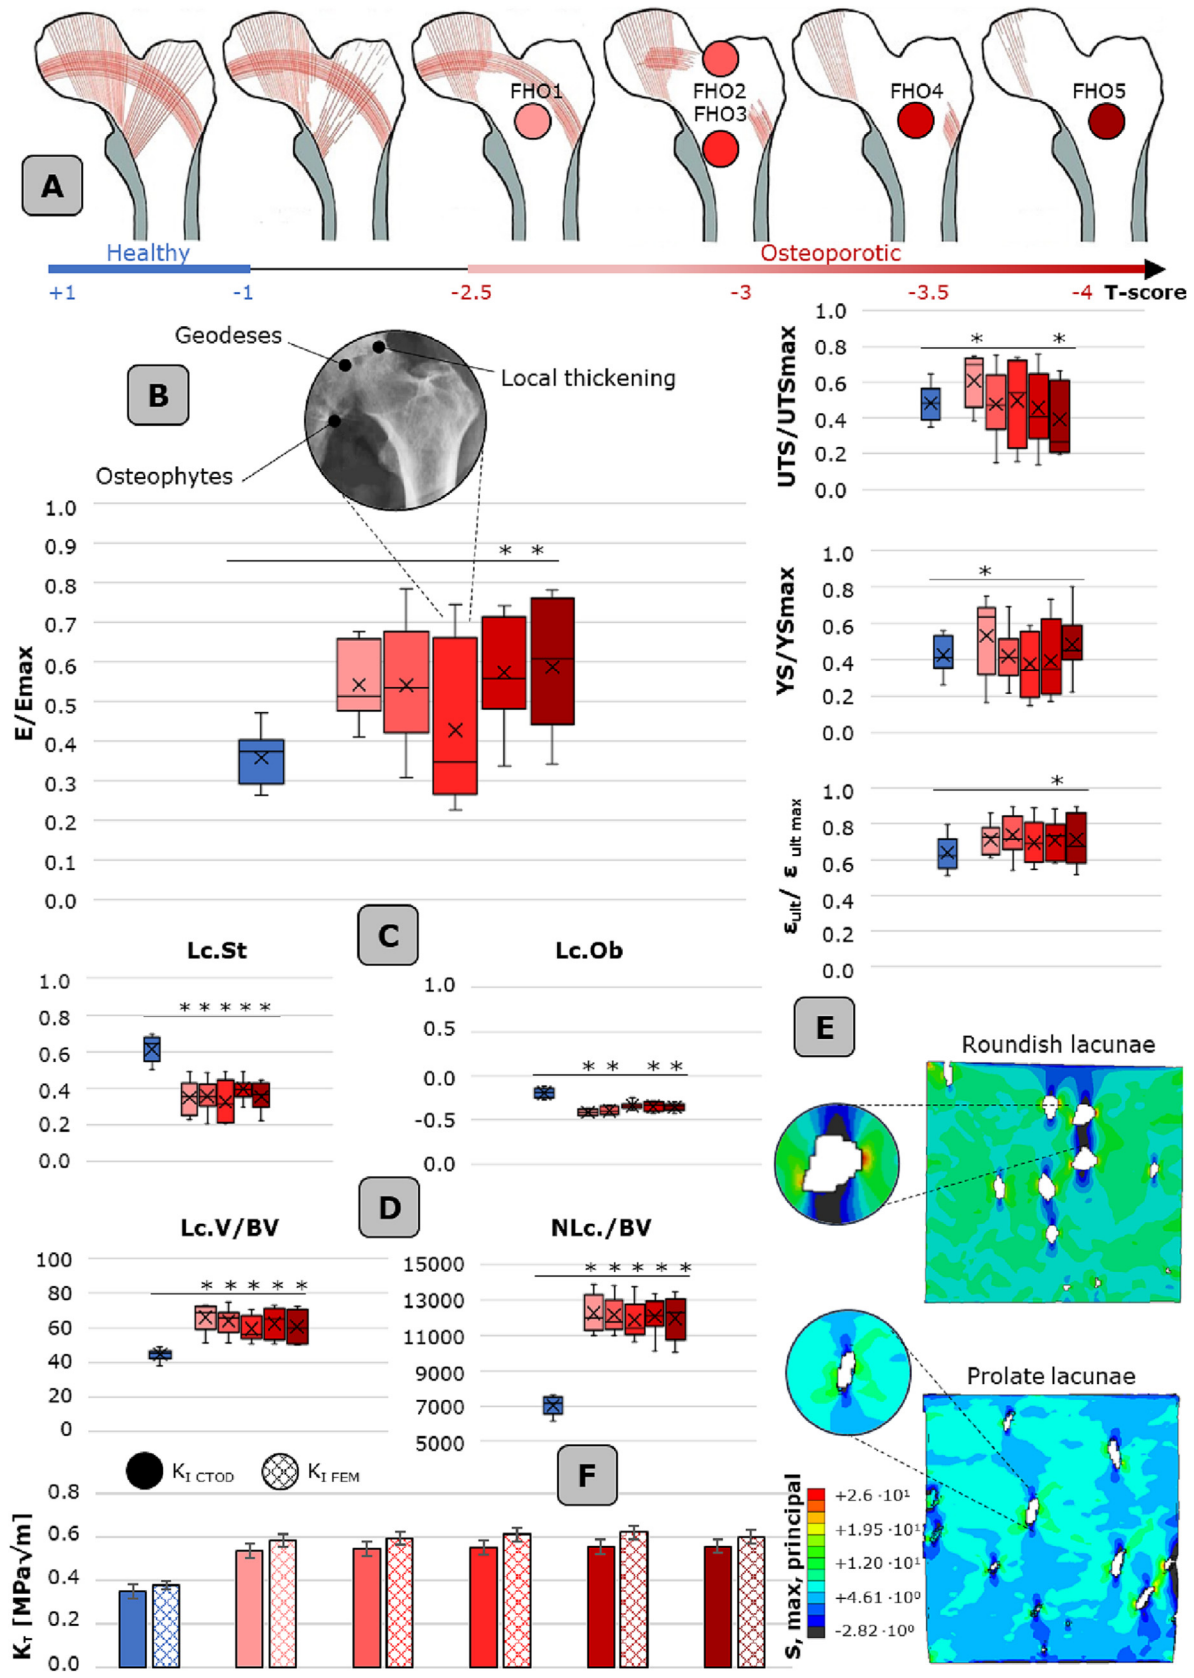 FHO1
FHO2
FHO3
FHO4
FHO5
A
Healthy
Osteoporotic
+1
-1
-2.5
-3
-3.5
-4
T-score
B
Geodeses
Local thickening
Osteophytes
E/Emax
1.0
0.9
0.8
0.7
0.6
0.5
0.4
0.3
0.2
0.1
0.0
* *
UTS/UTSmax
1.0
0.8
0.6
0.4
0.2
0.0
* *
YS/YSmax
1.0
0.8
0.6
0.4
0.2
0.0
*
εult/ ε ult max
1.0
0.8
0.6
0.4
0.2
0.0
*
C
Lc.St
1.0
0.8
0.6
0.4
0.2
0.0
* * * * *
Lc.Ob
1.0
0.5
0.0
-0.5
0.0
* * * *
D
Lc.V/BV
100
80
60
40
20
0
* * * * *
NLc./BV
15000
13000
11000
9000
7000
5000
* * * * *
E
Roundish lacunae
Prolate lacunae
S, max, principal
+2.6 ·10¹
+1.95 ·10¹
+1.20 ·10¹
+4.61 ·10⁰
-2.82 ·10⁰
F
K I CTOD
K I FEM
K_T [MPa√m]
0.8
0.6
0.4
0.2
0.0